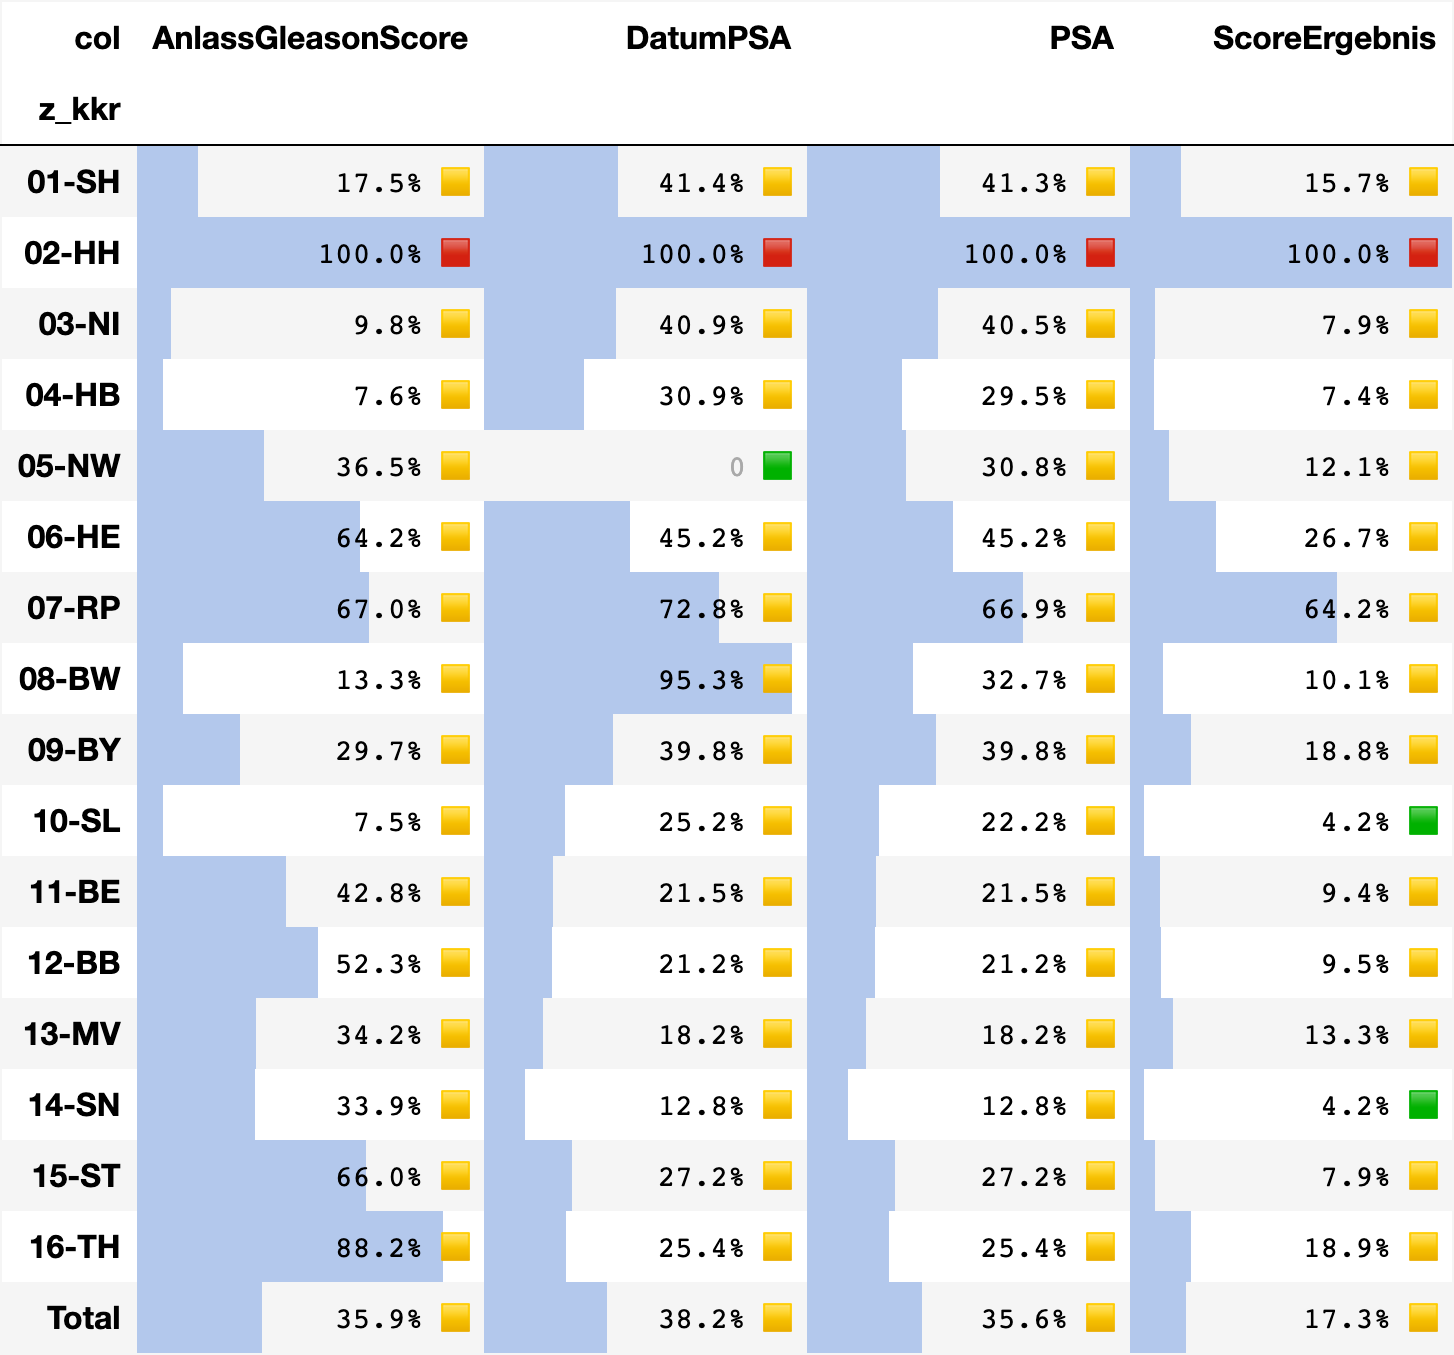 col AnlassGleasonScore DatumPSA PSA ScoreErgebnis
z_kkr
01-SH 17.5% 41.4% 41.3% 15.7%
02-HH 100.0% 100.0% 100.0% 100.0%
03-NI 9.8% 40.9% 40.5% 7.9%
04-HB 7.6% 30.9% 29.5% 7.4%
05-NW 36.5% 0 30.8% 12.1%
06-HE 64.2% 45.2% 45.2% 26.7%
07-RP 67.0% 72.8% 66.9% 64.2%
08-BW 13.3% 95.3% 32.7% 10.1%
09-BY 29.7% 39.8% 39.8% 18.8%
10-SL 7.5% 25.2% 22.2% 4.2%
11-BE 42.8% 21.5% 21.5% 9.4%
12-BB 52.3% 21.2% 21.2% 9.5%
13-MV 34.2% 18.2% 18.2% 13.3%
14-SN 33.9% 12.8% 12.8% 4.2%
15-ST 66.0% 27.2% 27.2% 7.9%
16-TH 88.2% 25.4% 25.4% 18.9%
Total 35.9% 38.2% 35.6% 17.3%